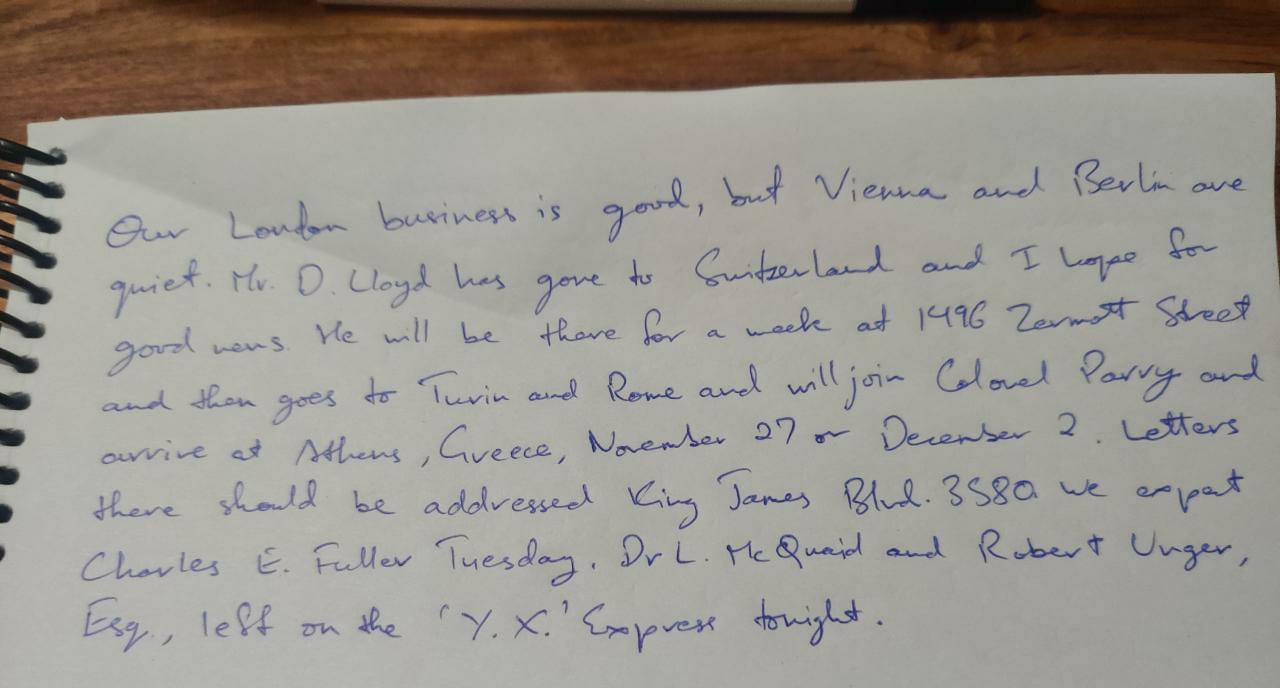 Our London business is good, but Vienna and Berlin are
quiet. Mr. D. Lloyd has gone to Switzerland and I hope for
good news. He will be there for a week at 1496 Zermott Street
and then goes to Turin and Rome and will join Colonel Parry and
arrive at Athens, Greece, November 27 or December 2. Letters
there should be addressed King James Blvd. 3580. We expect
Charles E. Fuller Tuesday. Dr L. McQuaid and Robert Unger,
Esq., left on the 'Y.X.' Express tonight.